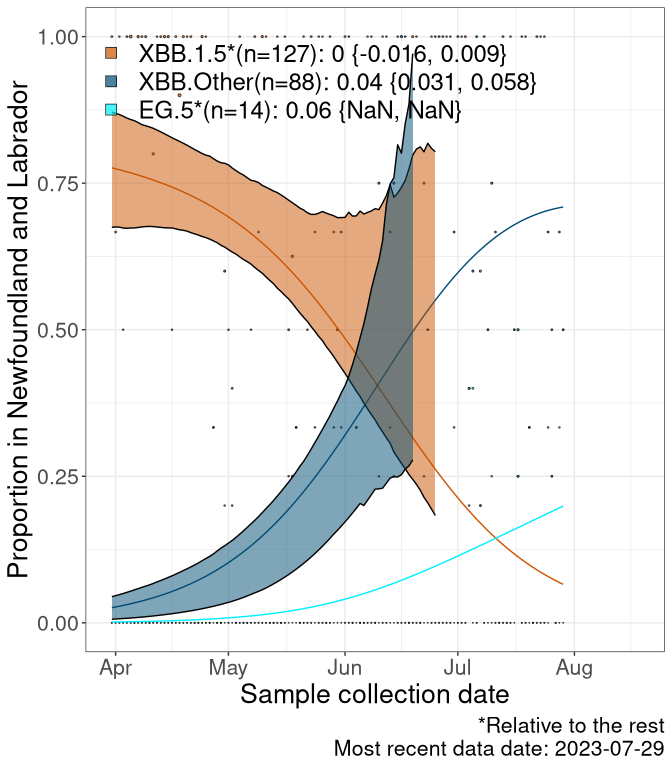 1.00
0.75
0.50
0.25
0.00
Proportion in Newfoundland and Labrador
XBB.1.5*(n=127): 0 {-0.016, 0.009}
XBB.Other(n=88): 0.04 {0.031, 0.058}
EG.5*(n=14): 0.06 {NaN, NaN}
Apr May Jun Jul Aug
Sample collection date
*Relative to the rest
Most recent data date: 2023-07-29